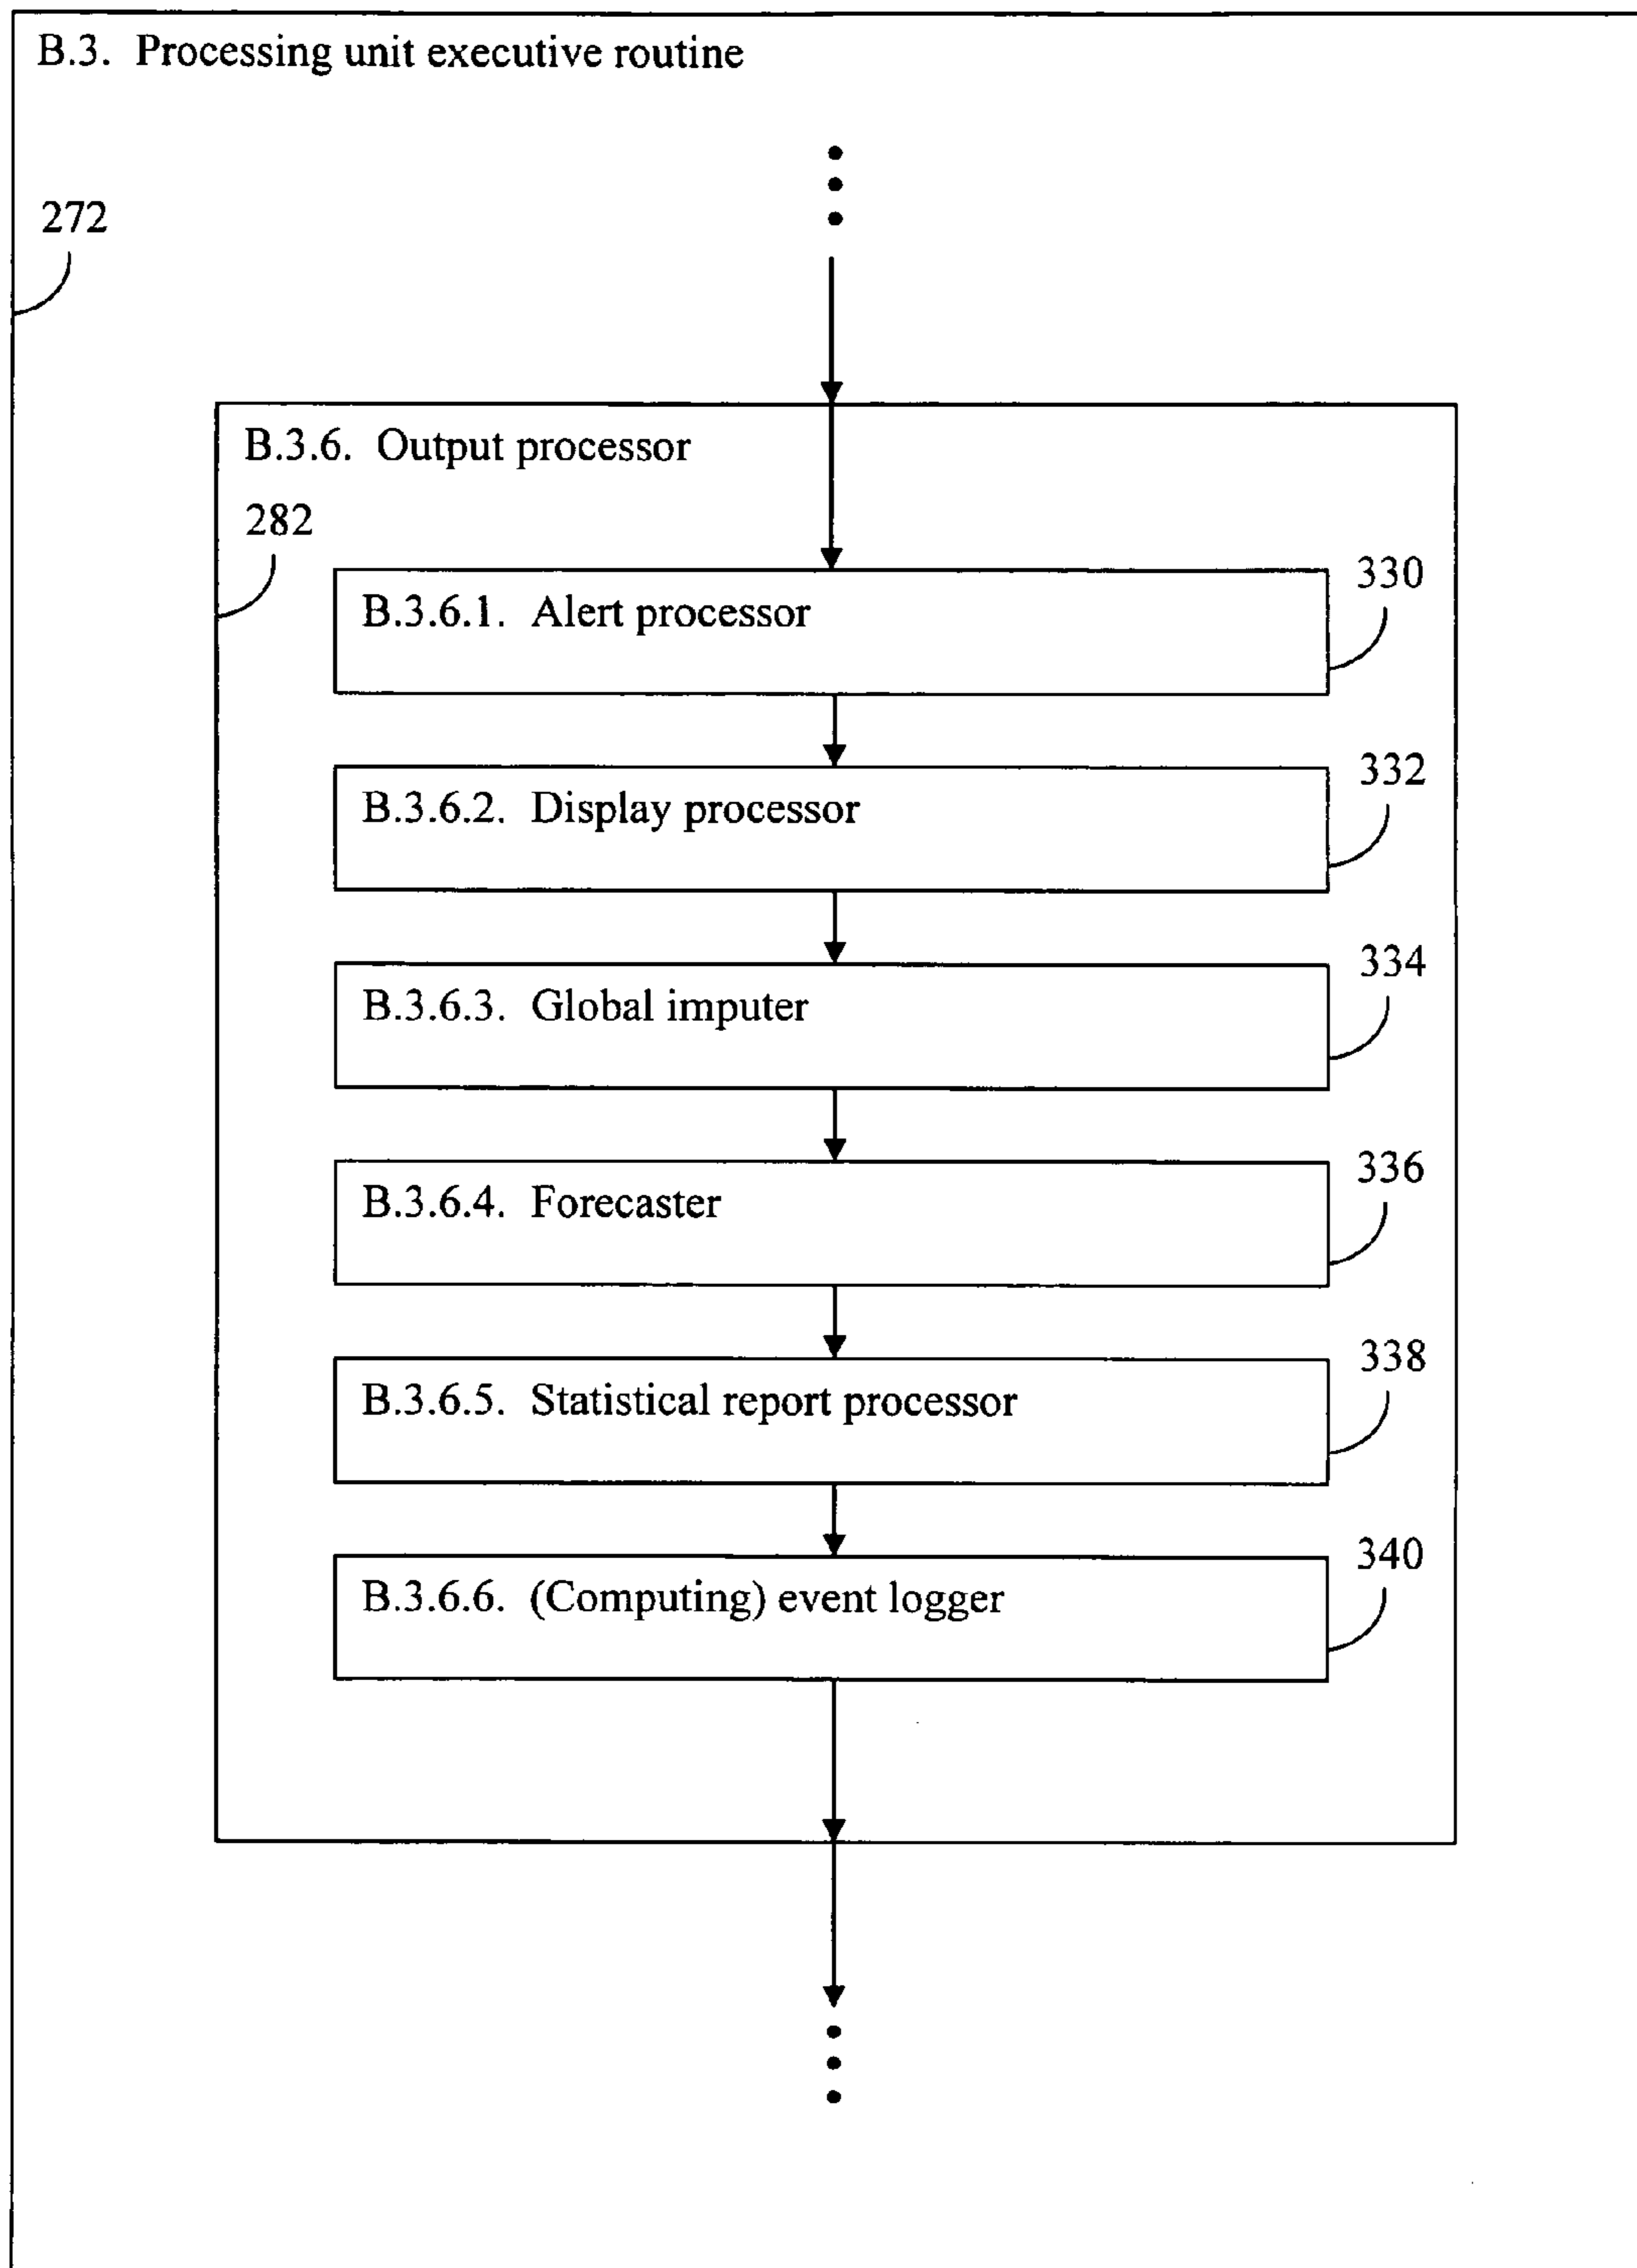 B.3. Processing unit executive routine
272
B.3.6. Output processor
282
330
B.3.6.1. Alert processor
332
B.3.6.2. Display processor
334
B.3.6.3. Global imputer
336
B.3.6.4. Forecaster
338
B.3.6.5. Statistical report processor
340
B.3.6.6. (Computing) event logger